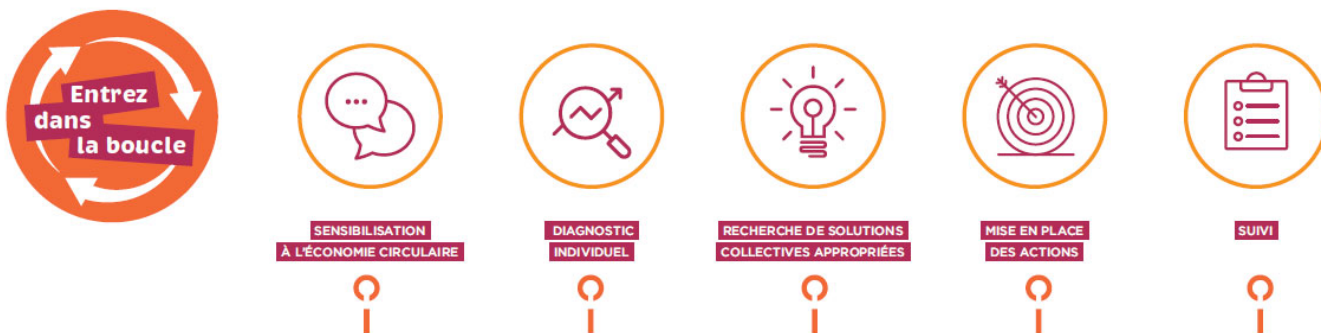 Entrez
dans
la boucle
SENSIBILISATION
À L'ÉCONOMIE CIRCULAIRE
DIAGNOSTIC
INDIVIDUEL
RECHERCHE DE SOLUTIONS
COLLECTIVES APPROPRIÉES
MISE EN PLACE
DES ACTIONS
SUIVI